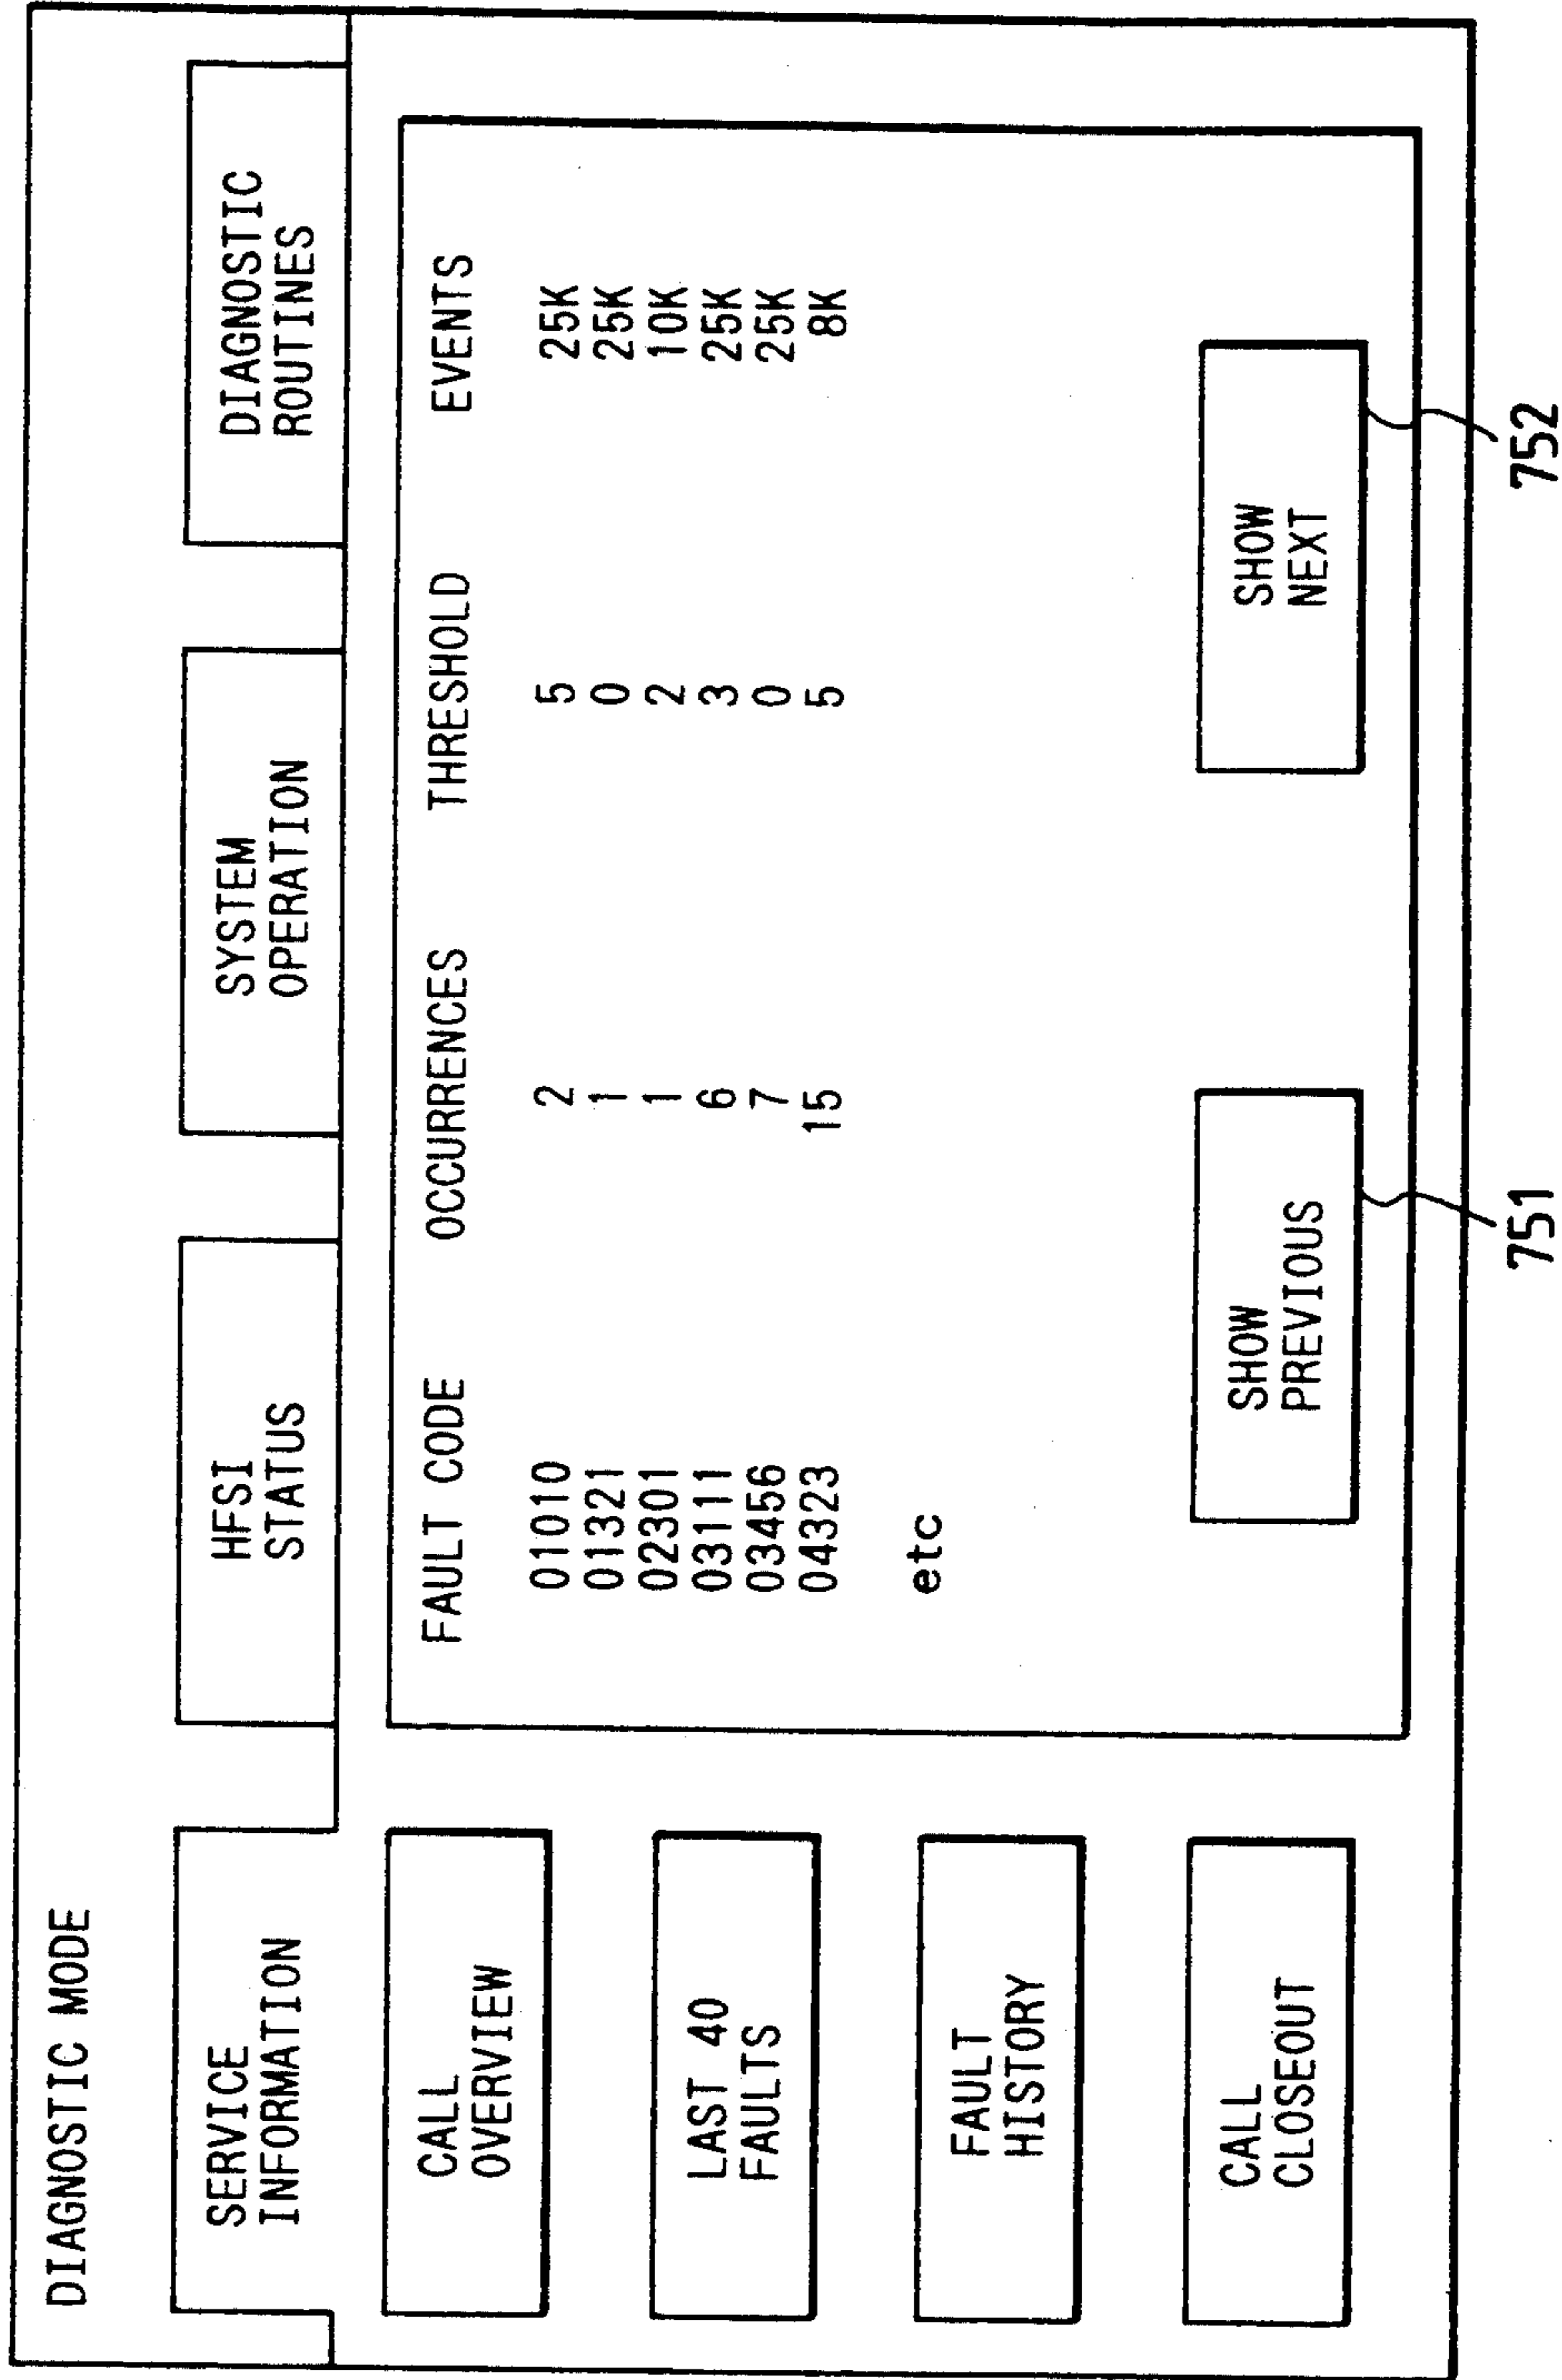 DIAGNOSTIC MODE
SERVICE
INFORMATION
HFSI
STATUS
SYSTEM
OPERATION
DIAGNOSTIC
ROUTINES
CALL
OVERVIEW
LAST 40
FAULTS
FAULT
HISTORY
CALL
CLOSEOUT
FAULT CODE OCCURRENCES THRESHOLD EVENTS
01010 2 5 25K
01321 1 0 25K
02301 1 2 10K
03111 6 3 25K
03456 7 0 25K
04323 15 5 8K
etc
SHOW
PREVIOUS
SHOW
NEXT
751
752